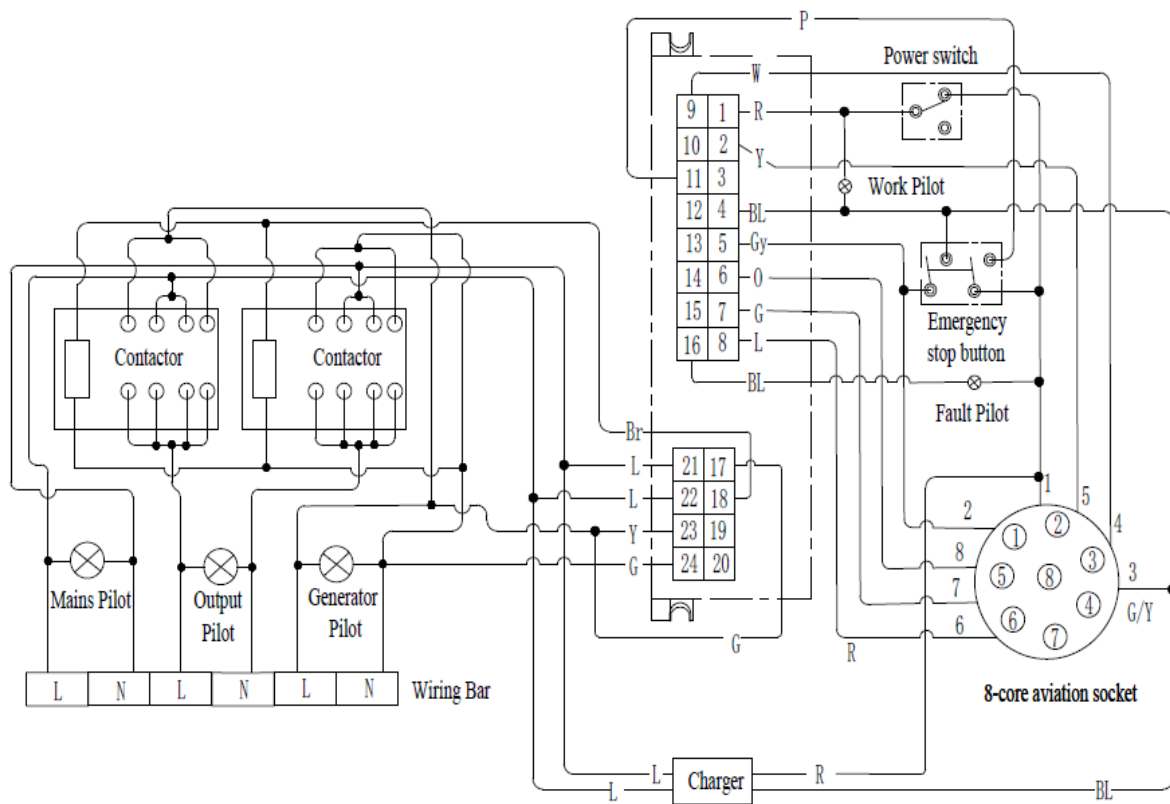 P
Power switch
W
9 1 R
10 2 Y
11 3
Work Pilot
12 4 BL
13 5 Gy
14 6 O
15 7 G
16 8 L
Emergency
stop button
BL
Fault Pilot
Contactor
Contactor
Br
L 21 17
L 22 18
Y 23 19
G 24 20
G
1
5
2
4
8
3
7
G/Y
6
R
① ② ③ ④ ⑤ ⑥ ⑦ ⑧
8-core aviation socket
Mains Pilot
Output
Pilot
Generator
Pilot
L N L N L N
Wiring Bar
L
L
Charger
R
BL